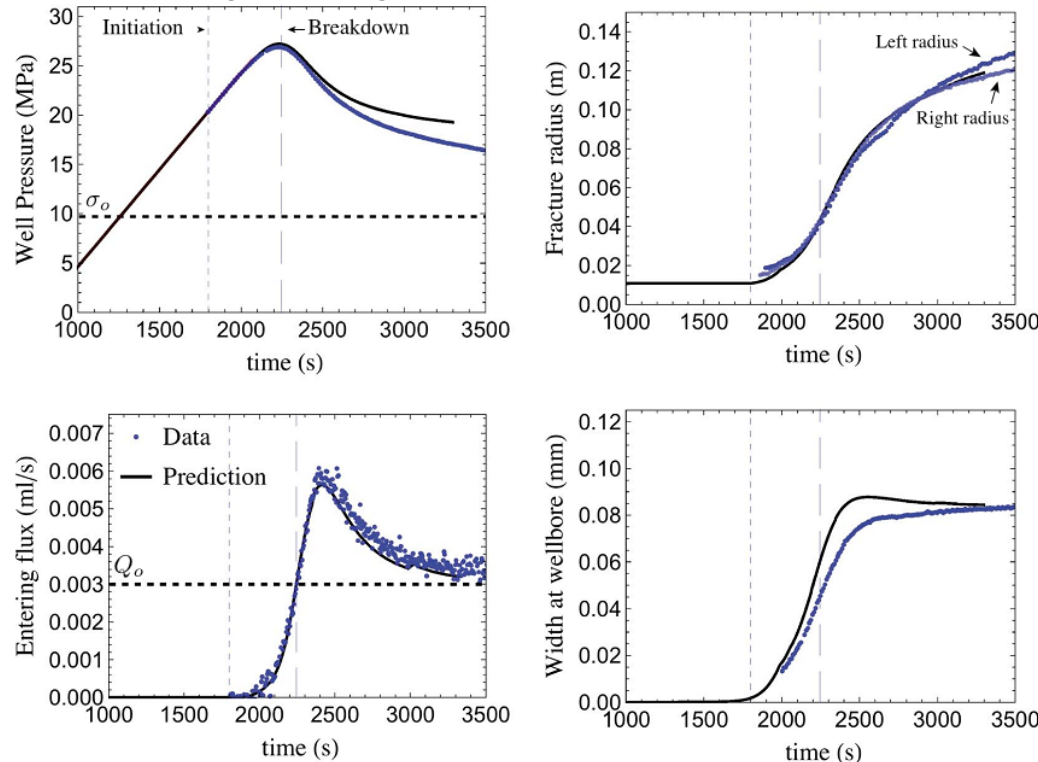 Initiation
Breakdown
Well Pressure (MPa)
30
25
20
15
10
5
0
σo
1000 1500 2000 2500 3000 3500
time (s)
Fracture radius (m)
0.14
0.12
0.10
0.08
0.06
0.04
0.02
0.00
Left radius
Right radius
1000 1500 2000 2500 3000 3500
time (s)
Entering flux (ml/s)
0.007
0.006
0.005
0.004
0.003
0.002
0.001
0.000
Data
Prediction
Qo
1000 1500 2000 2500 3000 3500
time (s)
Width at wellbore (mm)
0.12
0.10
0.08
0.06
0.04
0.02
0.00
1000 1500 2000 2500 3000 3500
time (s)